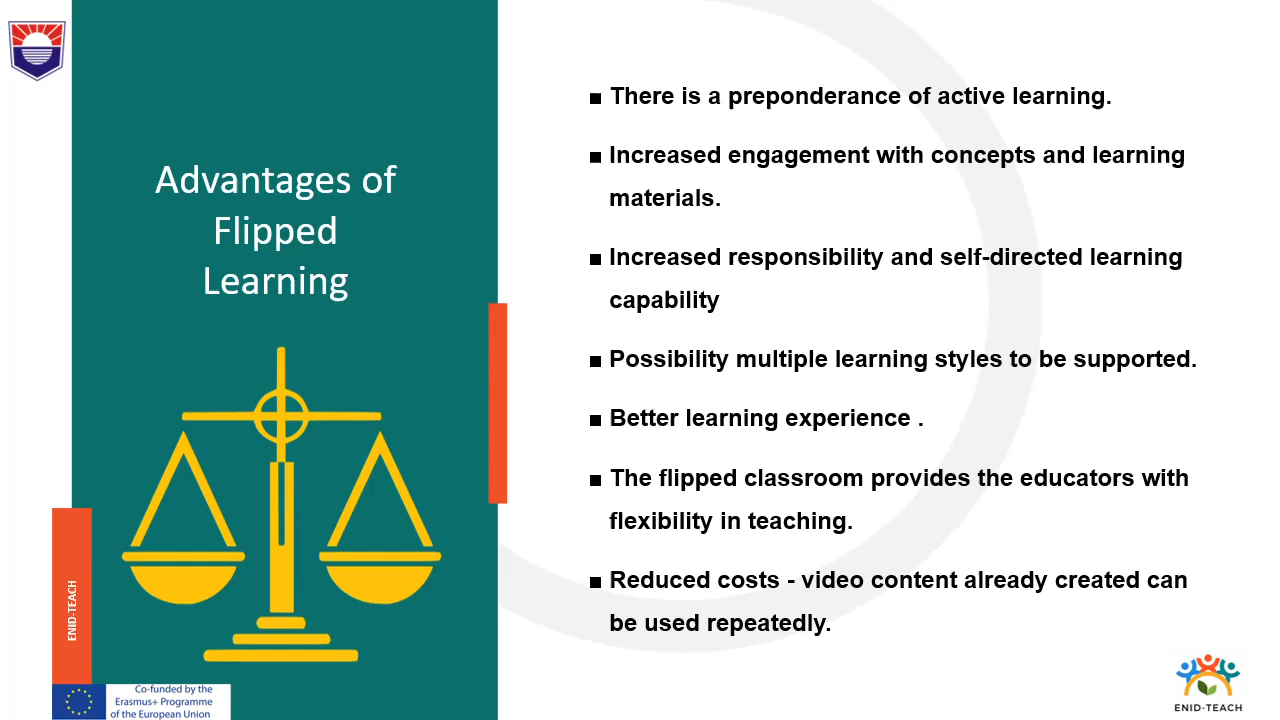 Advantages of
Flipped
Learning
■ There is a preponderance of active learning.
■ Increased engagement with concepts and learning
materials.
■ Increased responsibility and self-directed learning
capability
■ Possibility multiple learning styles to be supported.
■ Better learning experience .
■ The flipped classroom provides the educators with
flexibility in teaching.
■ Reduced costs - video content already created can
be used repeatedly.
ENID-TEACH
Co-funded by the
Erasmus+ Programme
of the European Union
ENID-TEACH